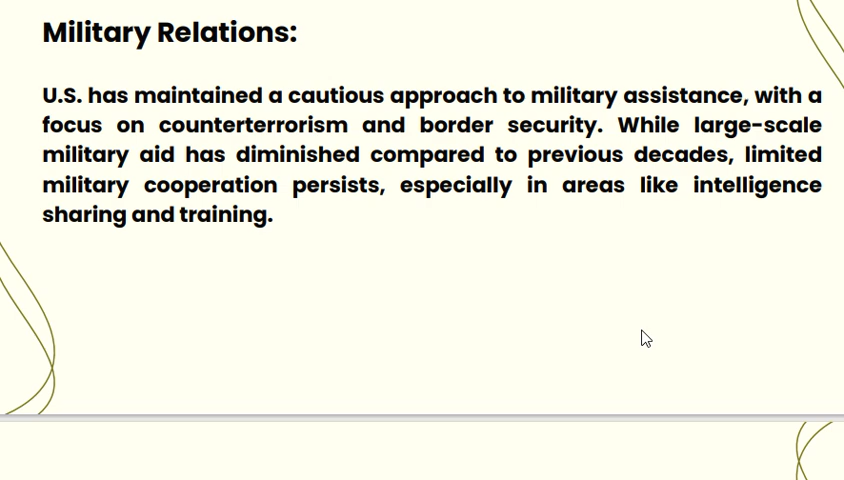 Military Relations:
U.S. has maintained a cautious approach to military assistance, with a
focus on counterterrorism and border security. While large-scale
military aid has diminished compared to previous decades, limited
military cooperation persists, especially in areas like intelligence
sharing and training.